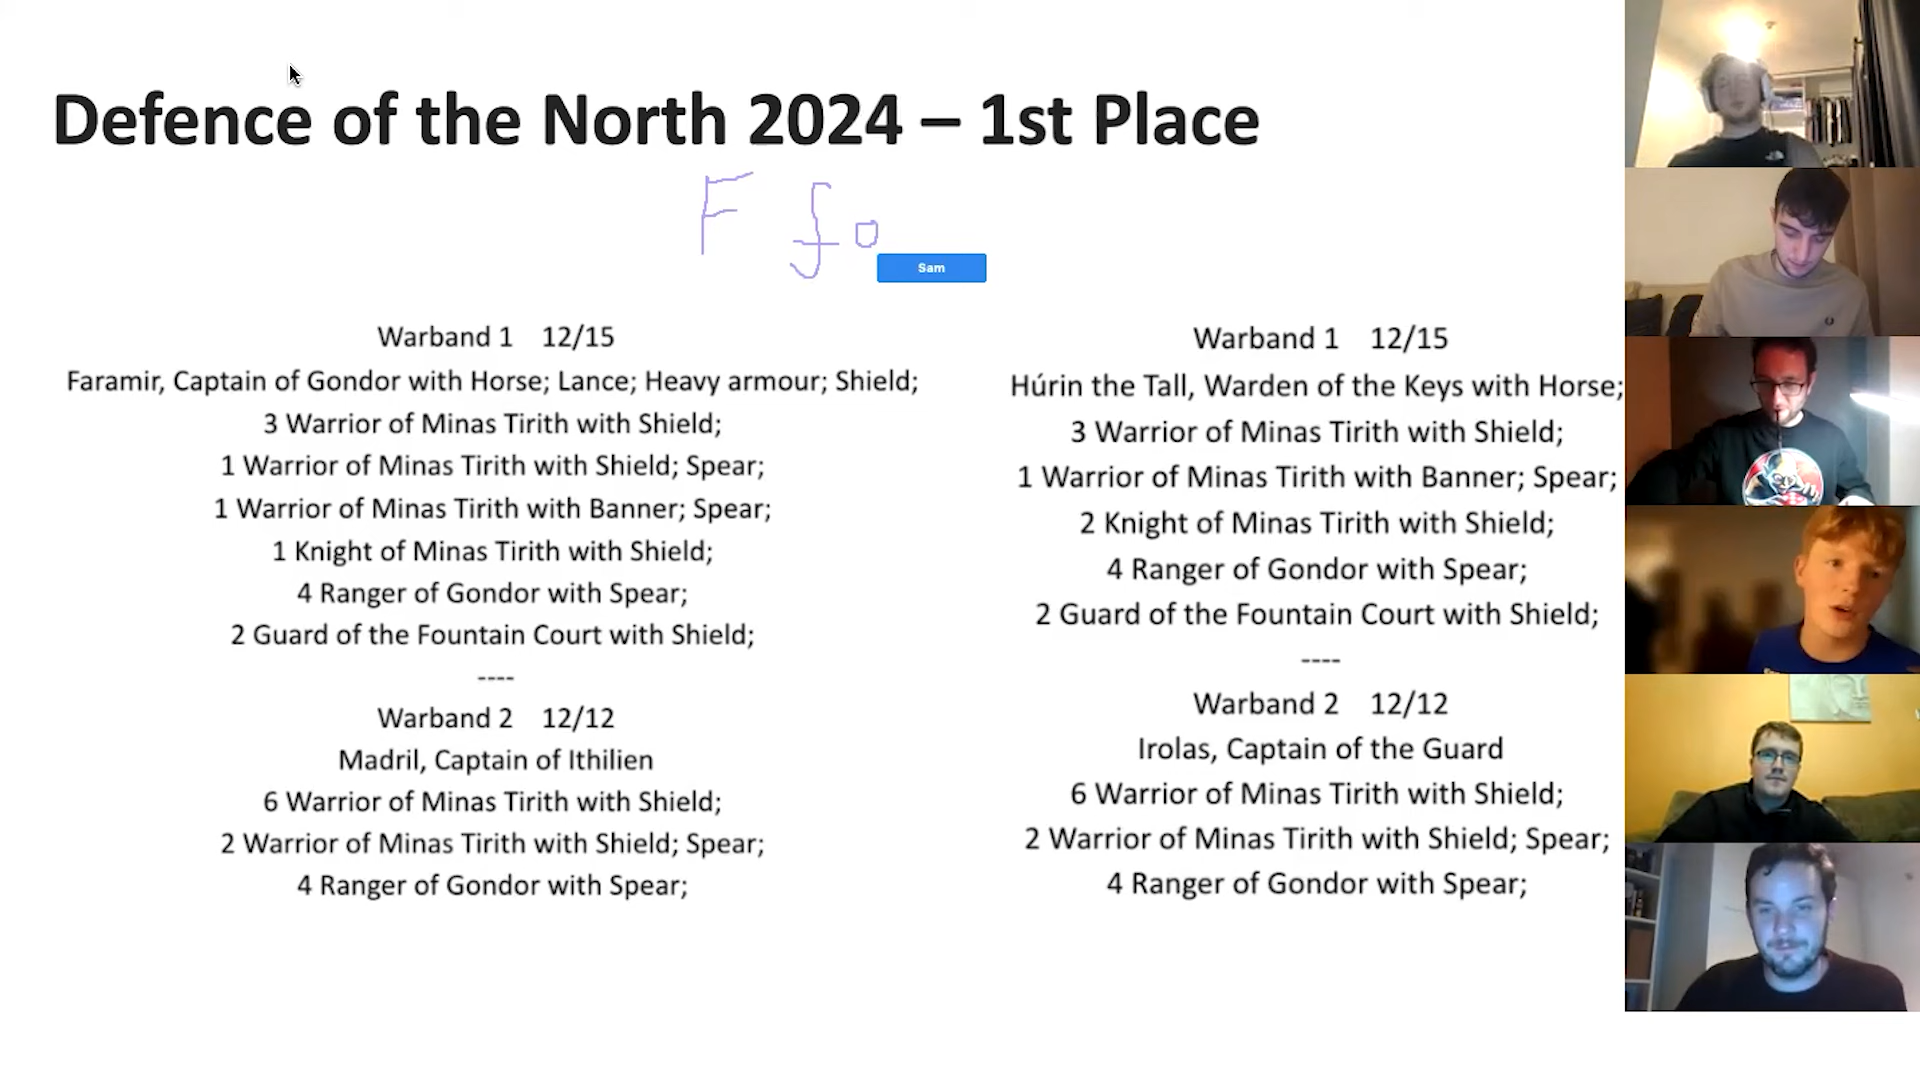 Defence of the North 2024 – 1st Place
F fo
Sam
Warband 1 12/15
Faramir, Captain of Gondor with Horse; Lance; Heavy armour; Shield;
3 Warrior of Minas Tirith with Shield;
1 Warrior of Minas Tirith with Shield; Spear;
1 Warrior of Minas Tirith with Banner; Spear;
1 Knight of Minas Tirith with Shield;
4 Ranger of Gondor with Spear;
2 Guard of the Fountain Court with Shield;
----
Warband 2 12/12
Madril, Captain of Ithilien
6 Warrior of Minas Tirith with Shield;
2 Warrior of Minas Tirith with Shield; Spear;
4 Ranger of Gondor with Spear;
Warband 1 12/15
Húrin the Tall, Warden of the Keys with Horse;
3 Warrior of Minas Tirith with Shield;
1 Warrior of Minas Tirith with Banner; Spear;
2 Knight of Minas Tirith with Shield;
4 Ranger of Gondor with Spear;
2 Guard of the Fountain Court with Shield;
----
Warband 2 12/12
Irolas, Captain of the Guard
6 Warrior of Minas Tirith with Shield;
2 Warrior of Minas Tirith with Shield; Spear;
4 Ranger of Gondor with Spear;